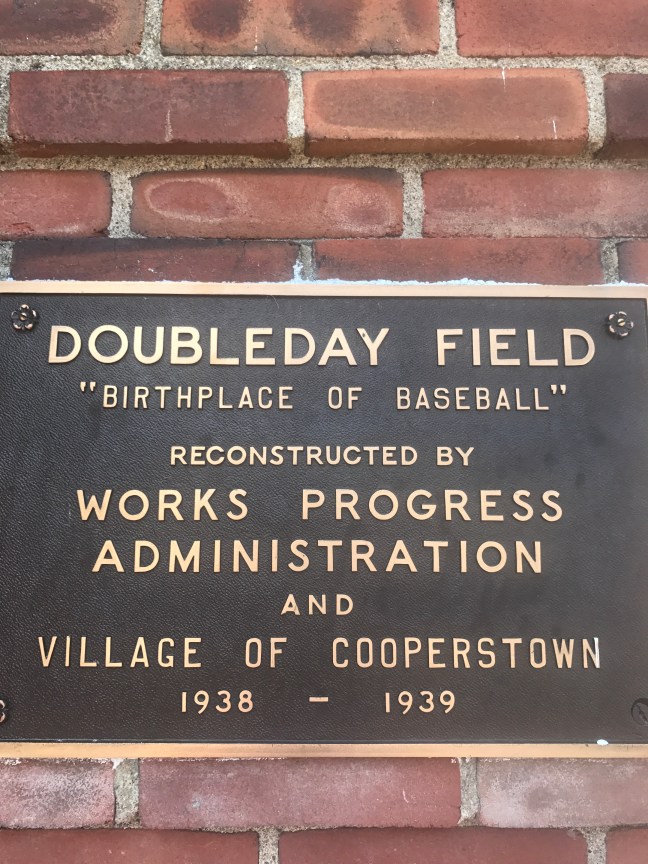 DOUBLEDAY FIELD
"BIRTHPLACE OF BASEBALL"
RECONSTRUCTED BY
WORKS PROGRESS
ADMINISTRATION
AND
VILLAGE OF COOPERSTOWN
1938 – 1939